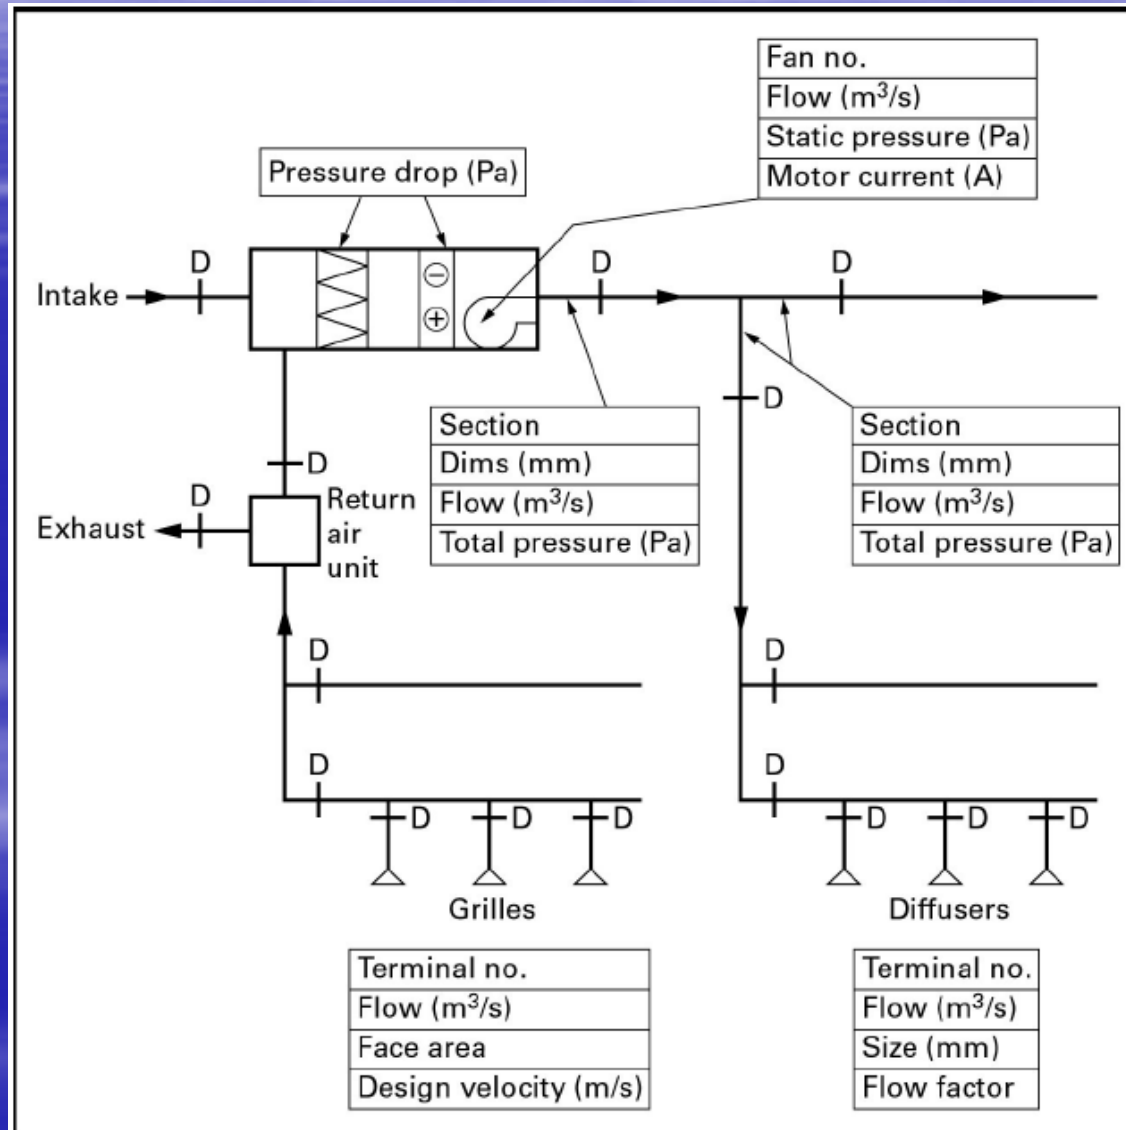 Fan no.
Flow (m³/s)
Static pressure (Pa)
Motor current (A)
Pressure drop (Pa)
D
D
D
Intake
⊖
⊕
D
Section
Dims (mm)
Flow (m³/s)
Total pressure (Pa)
Section
Dims (mm)
Flow (m³/s)
Total pressure (Pa)
D
D
Exhaust
Return
air
unit
D
D
D
D
D
D
D
D
D
D
Grilles
Diffusers
Terminal no.
Flow (m³/s)
Face area
Design velocity (m/s)
Terminal no.
Flow (m³/s)
Size (mm)
Flow factor